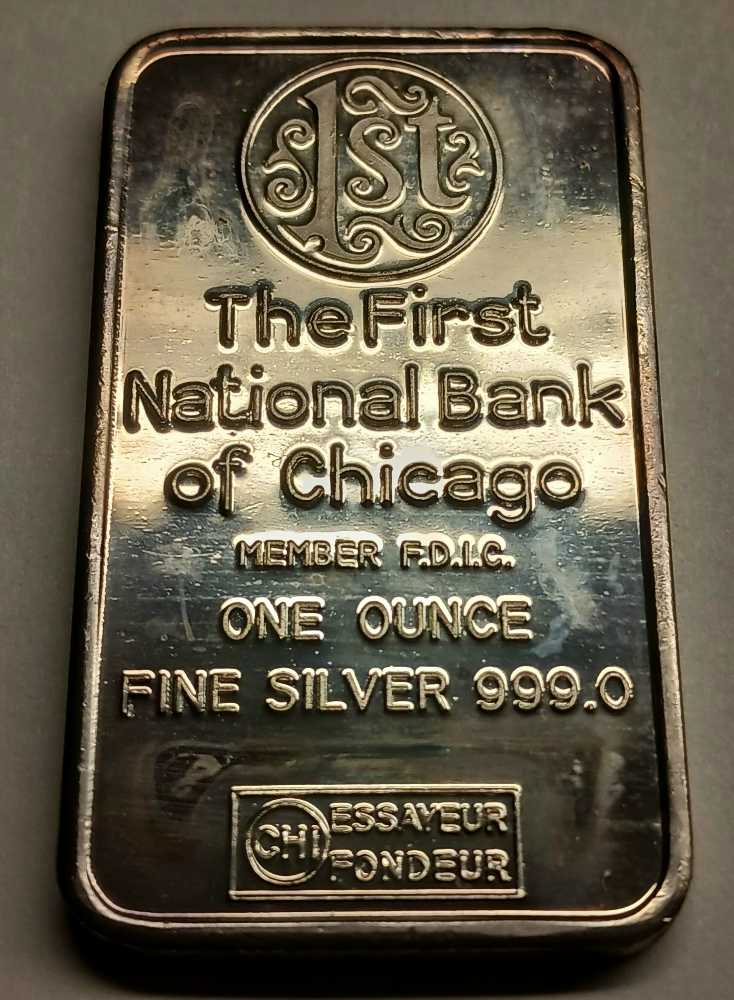 1st
The First
National Bank
of Chicago
MEMBER F.D.I.C.
ONE OUNCE
FINE SILVER 999.0
CHI
ESSAYEUR
FONDEUR